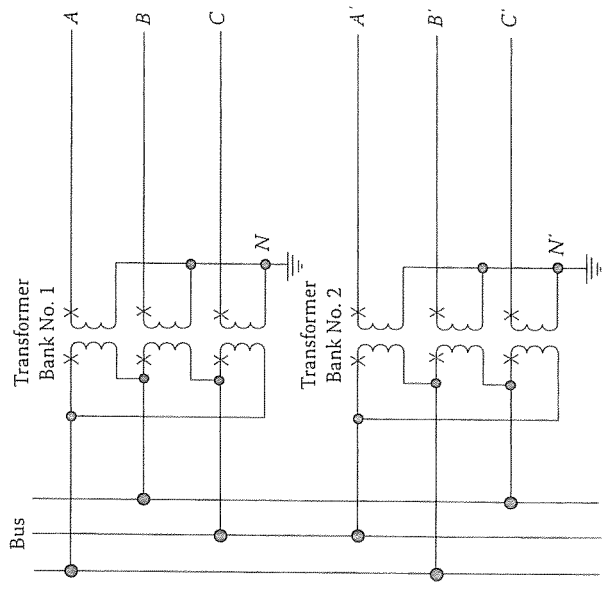 Transformer
Bank No. 1
A
B
C
N
Bus
Transformer
Bank No. 2
A′
B′
C′
N′